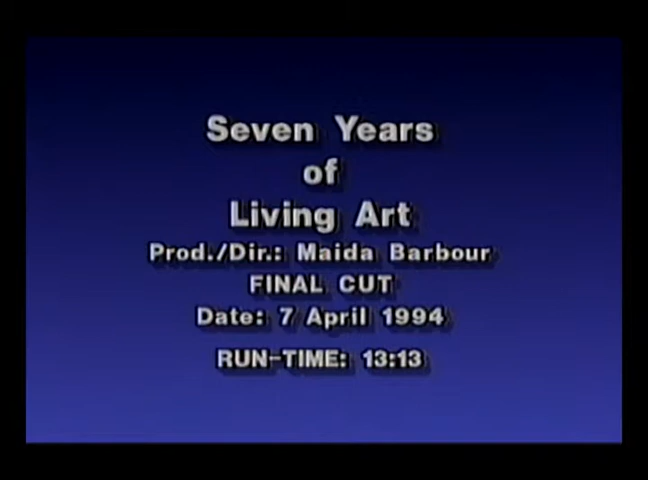 Seven Years
of
Living Art
Prod./Dir.: Maida Barbour
FINAL CUT
Date: 7 April 1994
RUN-TIME: 13:13